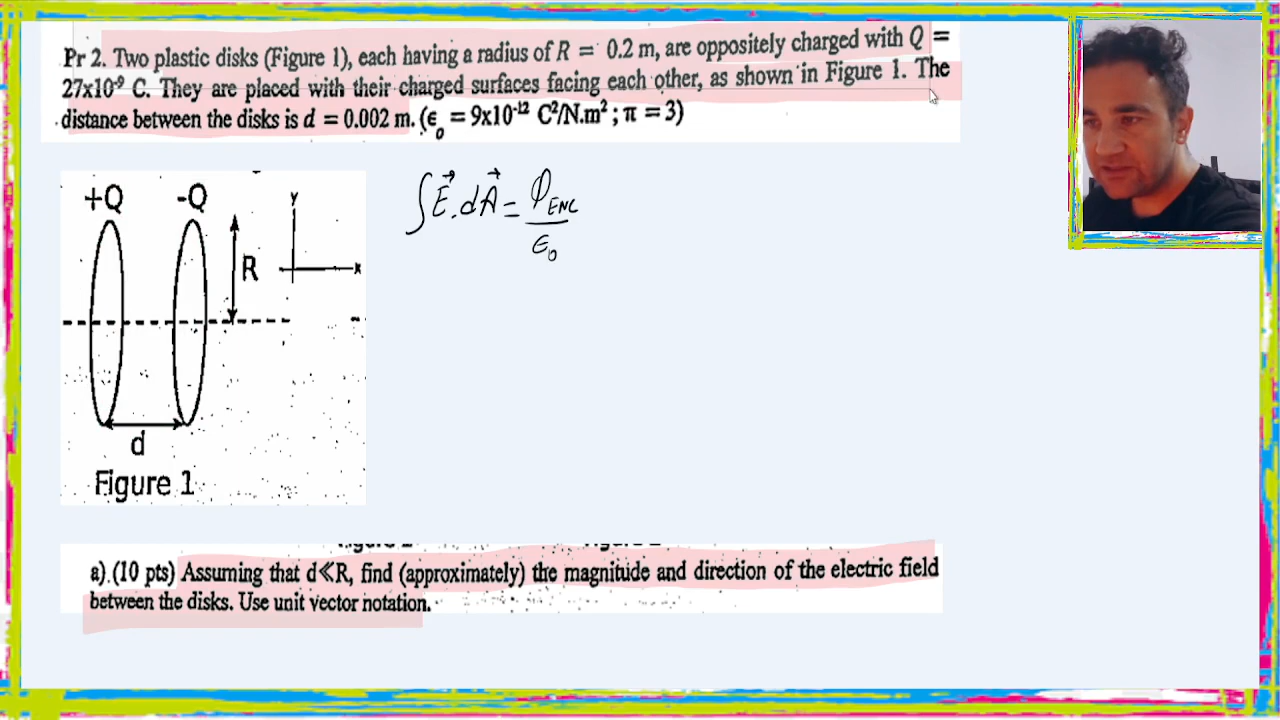 Pr 2. Two plastic disks (Figure 1), each having a radius of R = 0.2 m, are oppositely charged with Q =
27x10⁻⁹ C. They are placed with their charged surfaces facing each other, as shown in Figure 1. The
distance between the disks is d = 0.002 m. (ϵ₀ = 9x10⁻¹² C²/N.m² ; π = 3)
∫E⃗.dA⃗ = Q_ENC / ϵ₀
+Q -Q
y
R
x
d
Figure 1
a). (10 pts) Assuming that d≪R, find (approximately) the magnitude and direction of the electric field
between the disks. Use unit vector notation.